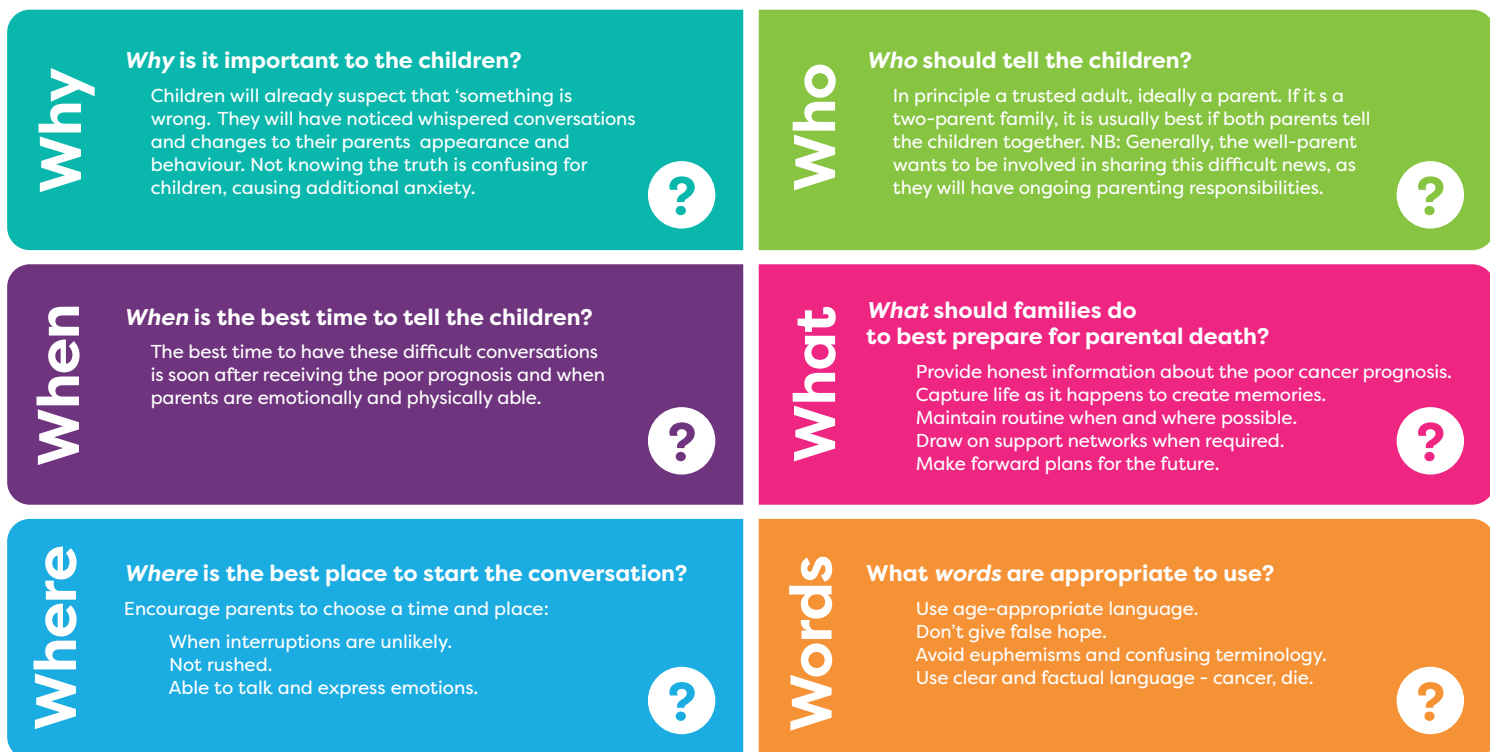 Why
Why is it important to the children?
Children will already suspect that ‘something is
wrong. They will have noticed whispered conversations
and changes to their parents appearance and
behaviour. Not knowing the truth is confusing for
children, causing additional anxiety.
?
Who
Who should tell the children?
In principle a trusted adult, ideally a parent. If it s a
two-parent family, it is usually best if both parents tell
the children together. NB: Generally, the well-parent
wants to be involved in sharing this difficult news, as
they will have ongoing parenting responsibilities.
?
When
When is the best time to tell the children?
The best time to have these difficult conversations
is soon after receiving the poor prognosis and when
parents are emotionally and physically able.
?
What
What should families do
to best prepare for parental death?
Provide honest information about the poor cancer prognosis.
Capture life as it happens to create memories.
Maintain routine when and where possible.
Draw on support networks when required.
Make forward plans for the future.
?
Where
Where is the best place to start the conversation?
Encourage parents to choose a time and place:
When interruptions are unlikely.
Not rushed.
Able to talk and express emotions.
?
Words
What words are appropriate to use?
Use age-appropriate language.
Don’t give false hope.
Avoid euphemisms and confusing terminology.
Use clear and factual language - cancer, die.
?